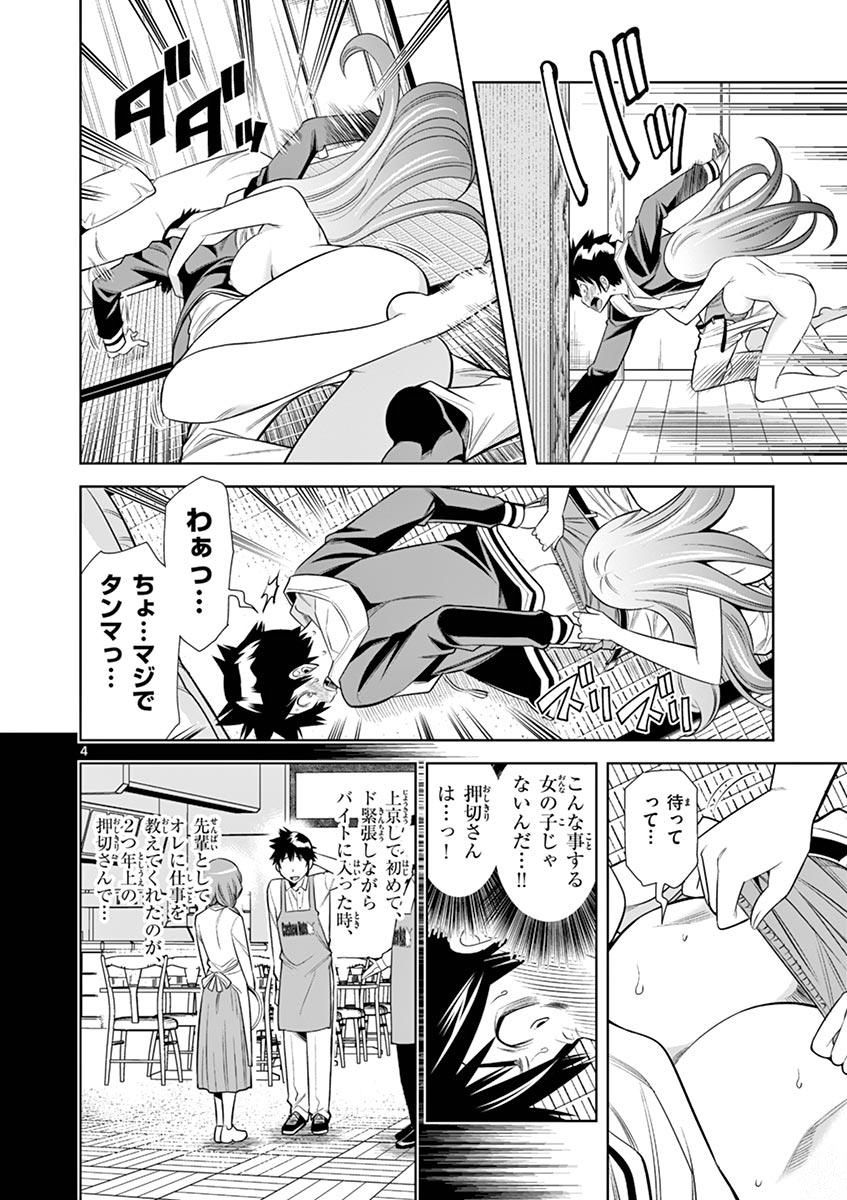 バッ
ダダダッ
わぁっ…
ちょ…マジで
タンマっ…
ズリズリ
待って
って…
こんな事する
女の子じゃ
ないんだ…!!
押切さん
は…っ!
上京して初めて、
ド緊張しながら
バイトに入った時、
先輩として
オレに仕事を
教えてくれたのが、
2つ年上の
押切さんで…
Cashew Nuts
4